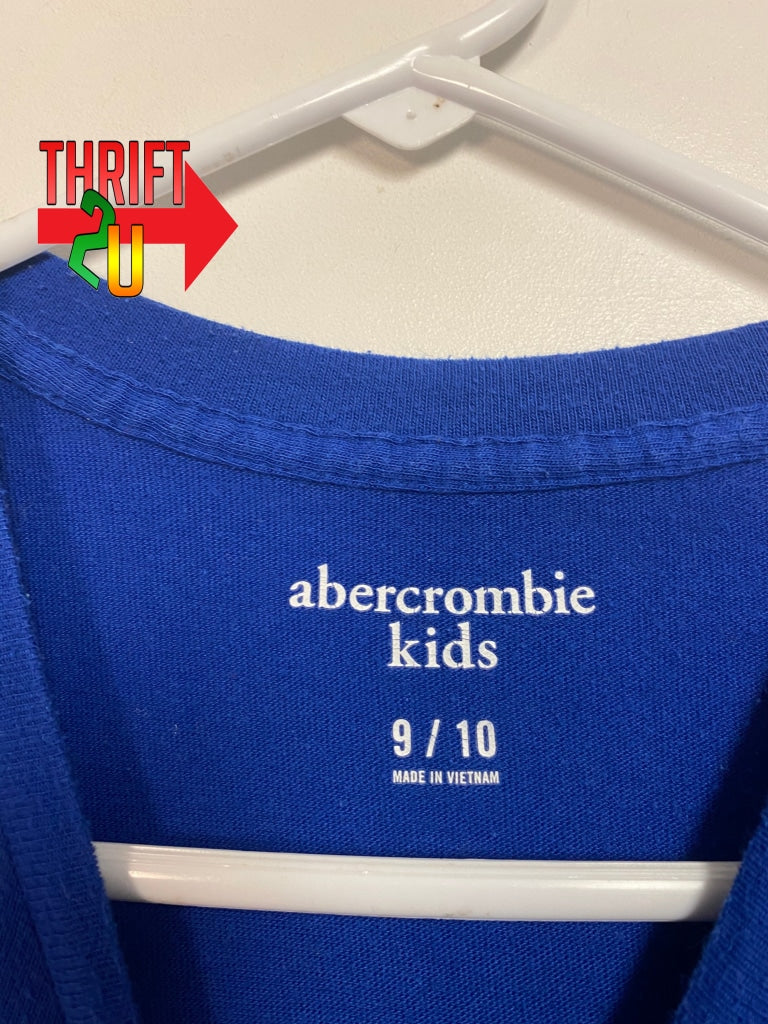 THRIFT
2U
abercrombie
kids
9 / 10
MADE IN VIETNAM